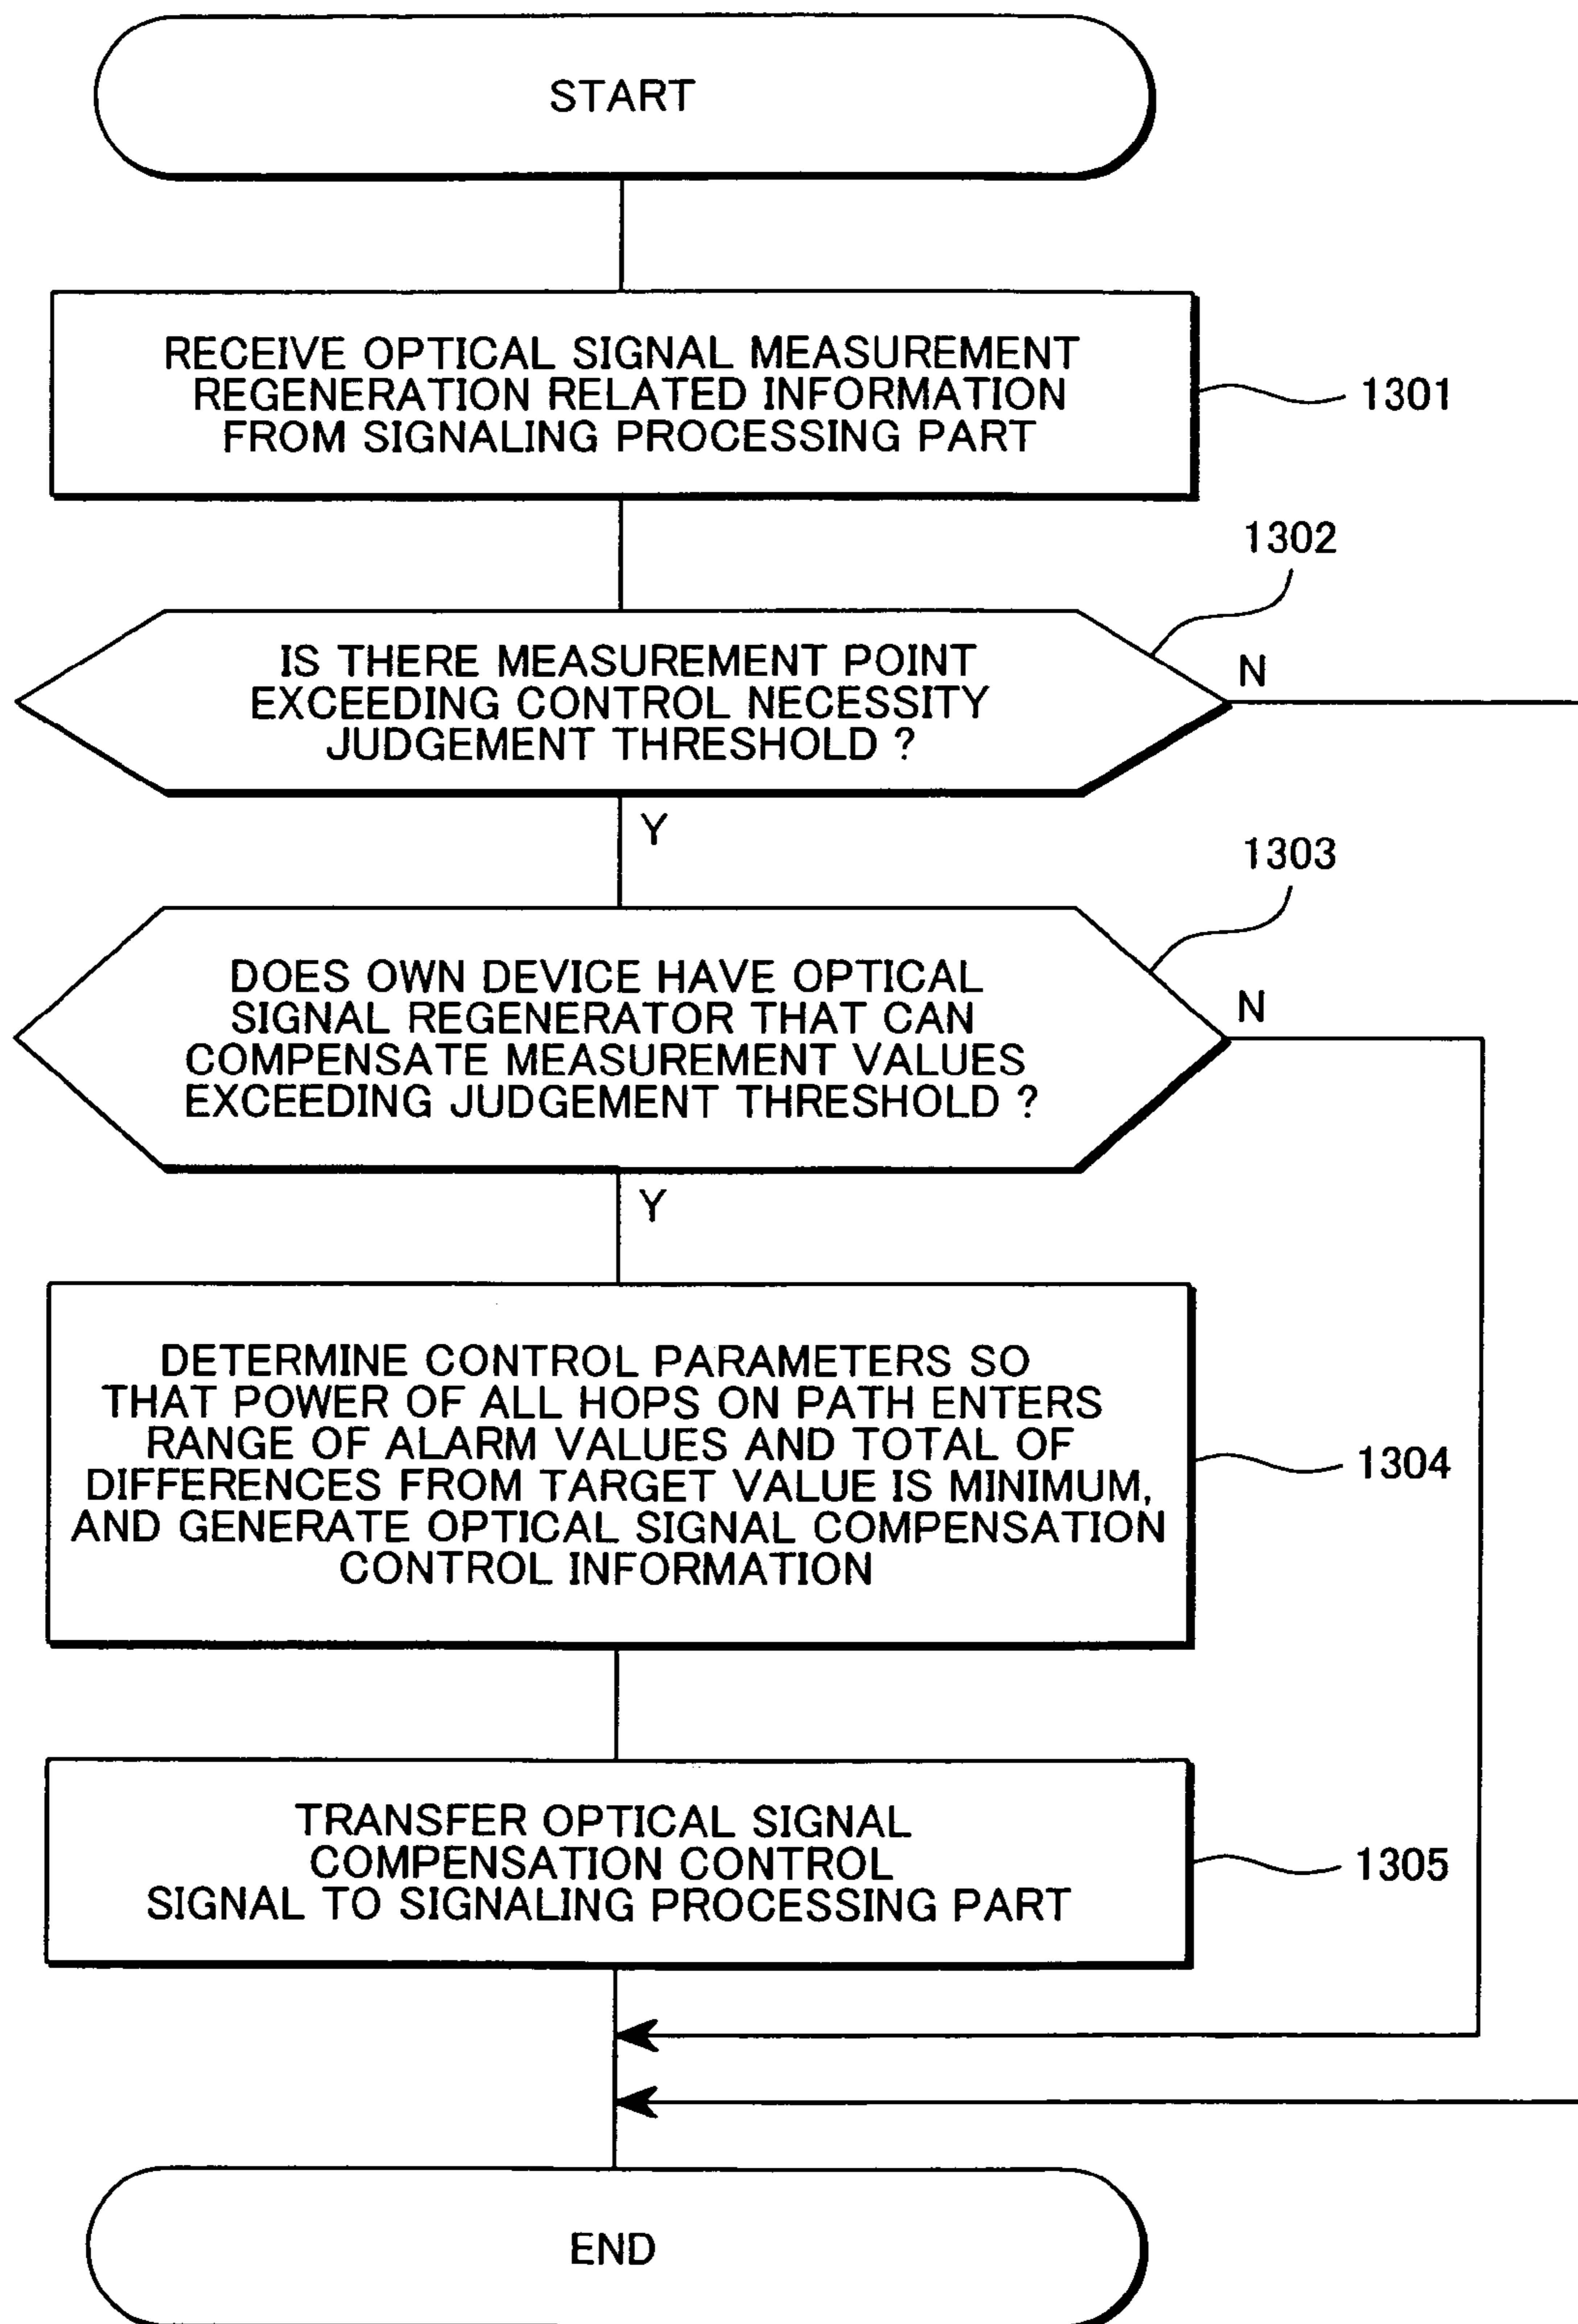 START
RECEIVE OPTICAL SIGNAL MEASUREMENT
REGENERATION RELATED INFORMATION
FROM SIGNALING PROCESSING PART
1301
1302
IS THERE MEASUREMENT POINT
EXCEEDING CONTROL NECESSITY
JUDGEMENT THRESHOLD ?
N
Y
1303
DOES OWN DEVICE HAVE OPTICAL
SIGNAL REGENERATOR THAT CAN
COMPENSATE MEASUREMENT VALUES
EXCEEDING JUDGEMENT THRESHOLD ?
N
Y
DETERMINE CONTROL PARAMETERS SO
THAT POWER OF ALL HOPS ON PATH ENTERS
RANGE OF ALARM VALUES AND TOTAL OF
DIFFERENCES FROM TARGET VALUE IS MINIMUM,
AND GENERATE OPTICAL SIGNAL COMPENSATION
CONTROL INFORMATION
1304
TRANSFER OPTICAL SIGNAL
COMPENSATION CONTROL
SIGNAL TO SIGNALING PROCESSING PART
1305
END